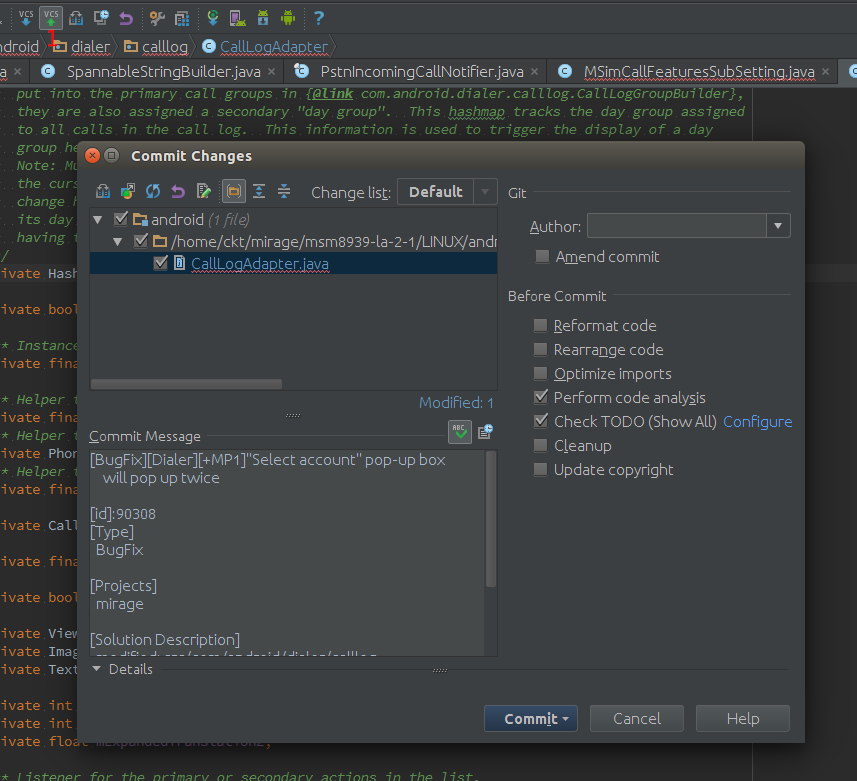 VCS VCS ?
1
ndroid dialer calllog CallLogAdapter
a × SpannableStringBuilder.java × PstnIncomingCallNotifier.java × MSimCallFeaturesSubSetting.java ×
put into the primary call groups in {@link com.android.dialer.calllog.CallLogGroupBuilder},
they are also assigned a secondary "day group". This hashmap tracks the day group assigned
to all calls in the call log. This information is used to trigger the display of a day
group he
Note: Mu
the curs
change h
its day
having t
/
ivate Hash
ivate bool
* Instance
ivate fina
* Helper t
ivate fina
* Helper t
ivate Phon
* Helper t
ivate fina
ivate Call
ivate fina
ivate bool
ivate View
ivate Imag
ivate Text
ivate int
ivate int
ivate float mExpandedTranslationZ;
* Listener for the primary or secondary actions in the list.
Commit Changes
Change list: Default
android (1 file)
/home/ckt/mirage/msm8939-la-2-1/LINUX/andr
CallLogAdapter.java
Modified: 1
Commit Message
ABC
[BugFix][Dialer][+MP1]"Select account" pop-up box
will pop up twice
[id]:90308
[Type]
BugFix
[Projects]
mirage
[Solution Description]
modified: src/com/android/dialer/calllog
Details
Git
Author:
Amend commit
Before Commit
Reformat code
Rearrange code
Optimize imports
Perform code analysis
Check TODO (Show All) Configure
Cleanup
Update copyright
Commit Cancel Help